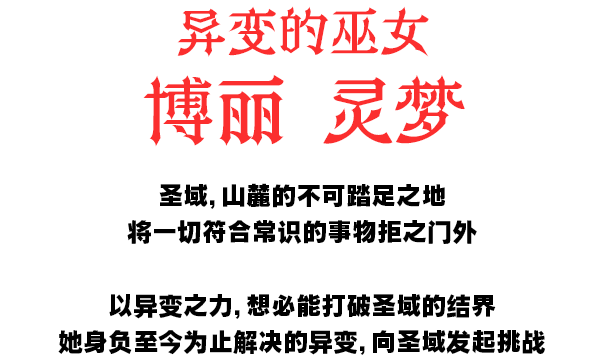 异变的巫女
博丽 灵梦
圣域,山麓的不可踏足之地
将一切符合常识的事物拒之门外
以异变之力,想必能打破圣域的结界
她身负至今为止解决的异变,向圣域发起挑战